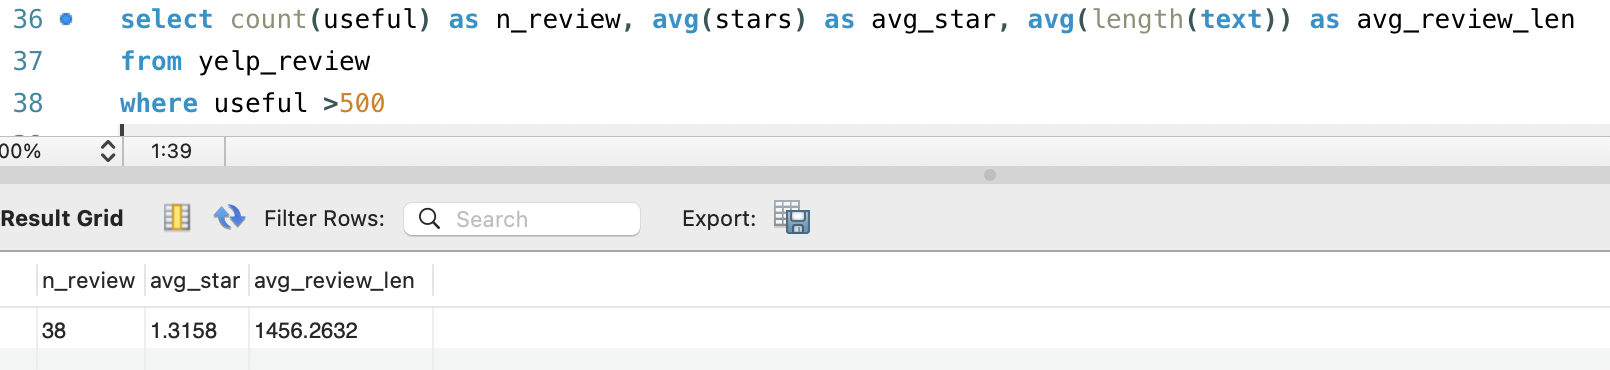 36 select count(useful) as n_review, avg(stars) as avg_star, avg(length(text)) as avg_review_len
37 from yelp_review
38 where useful >500
00% 1:39
Result Grid Filter Rows: Search Export:
n_review avg_star avg_review_len
38 1.3158 1456.2632